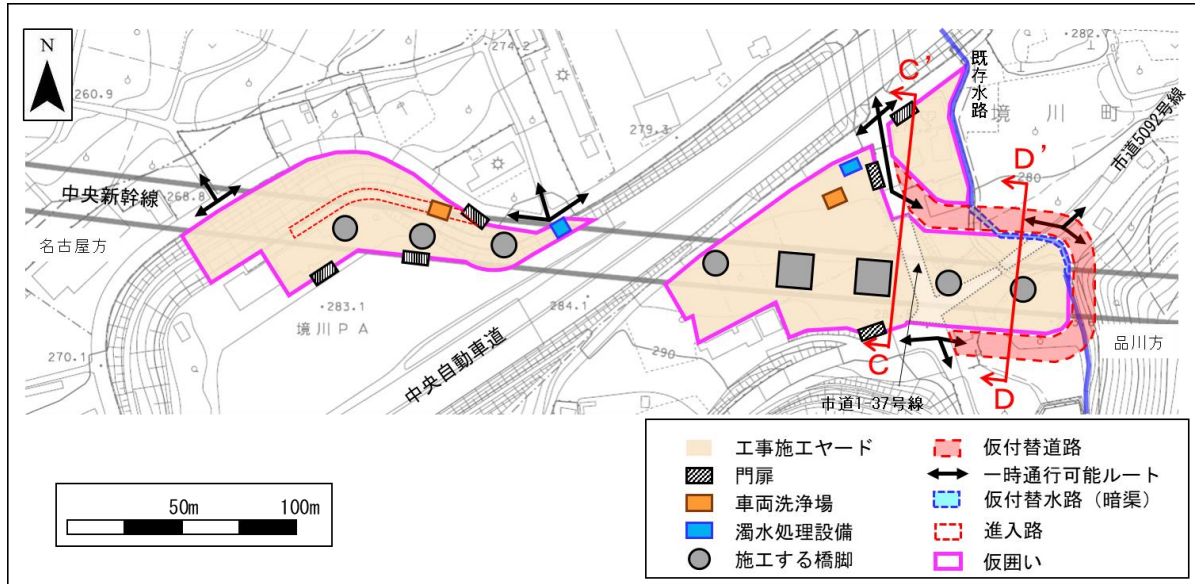 N
260.9
274.2
279.3
282.7
既存水路
境川町
市道5092号線
C'
D'
280
中央新幹線
268.8
名古屋方
283.1
境川PA
284.1
中央自動車道
290
270.1
C
D
品川方
市道1-37号線
50m
100m
工事施工ヤード
門扉
車両洗浄場
濁水処理設備
施工する橋脚
仮付替道路
一時通行可能ルート
仮付替水路（暗渠）
進入路
仮囲い